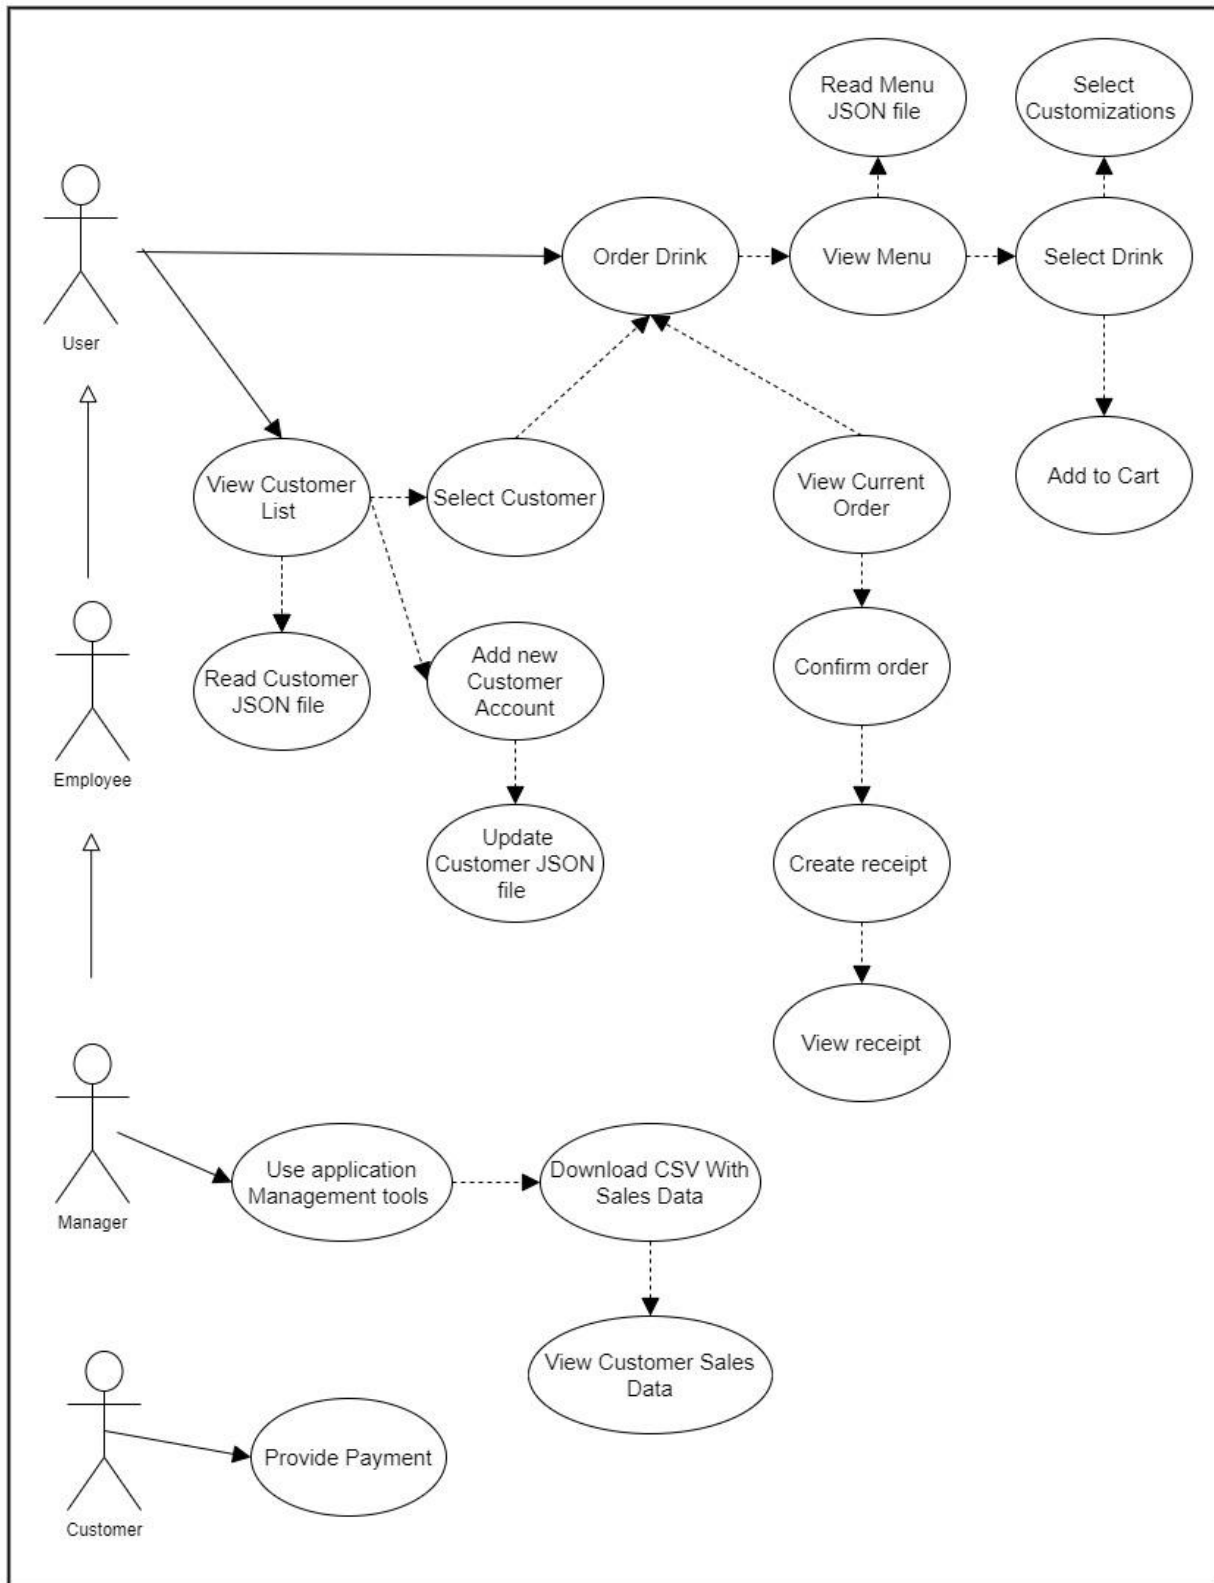 Read Menu
JSON file
Select
Customizations
User
Order Drink
View Menu
Select Drink
View Customer
List
Select Customer
View Current
Order
Add to Cart
Employee
Read Customer
JSON file
Add new
Customer
Account
Confirm order
Update
Customer JSON
file
Create receipt
View receipt
Manager
Use application
Management tools
Download CSV With
Sales Data
View Customer Sales
Data
Customer
Provide Payment